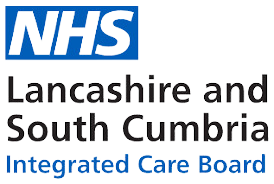 NHS
Lancashire and
South Cumbria
Integrated Care Board